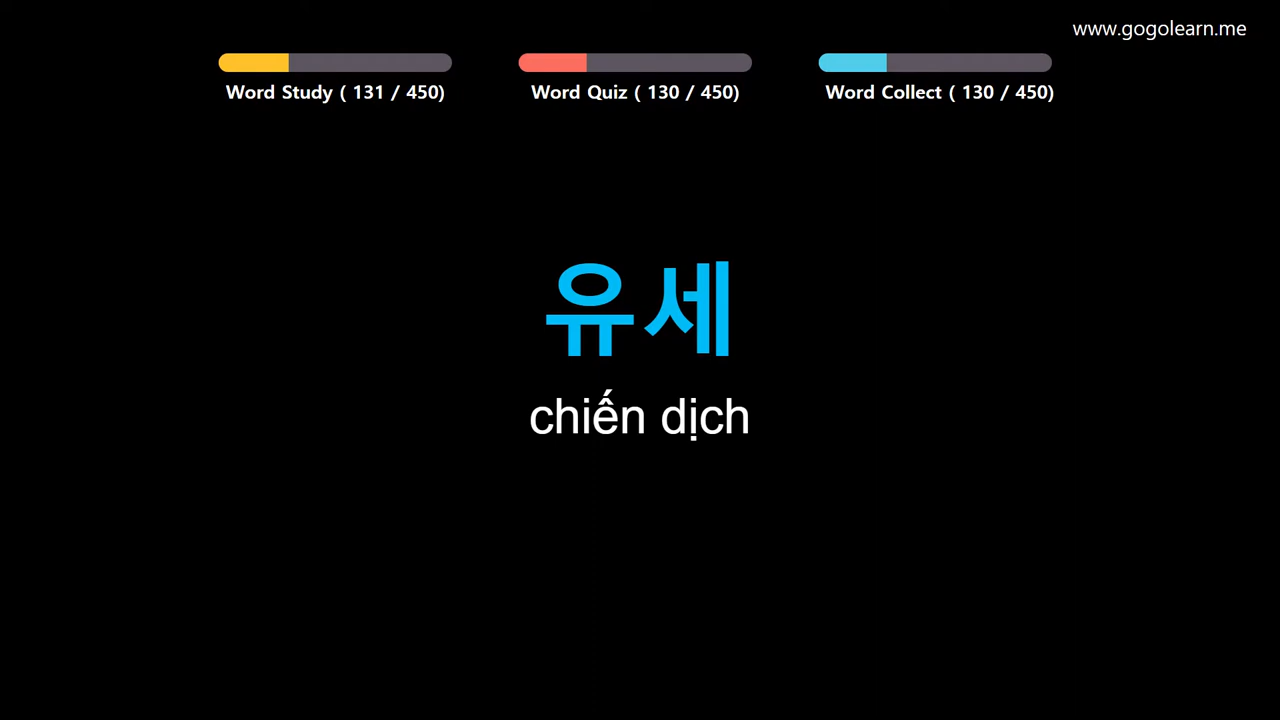 www.gogolearn.me
Word Study ( 131 / 450)
Word Quiz ( 130 / 450)
Word Collect ( 130 / 450)
유세
chiến dịch